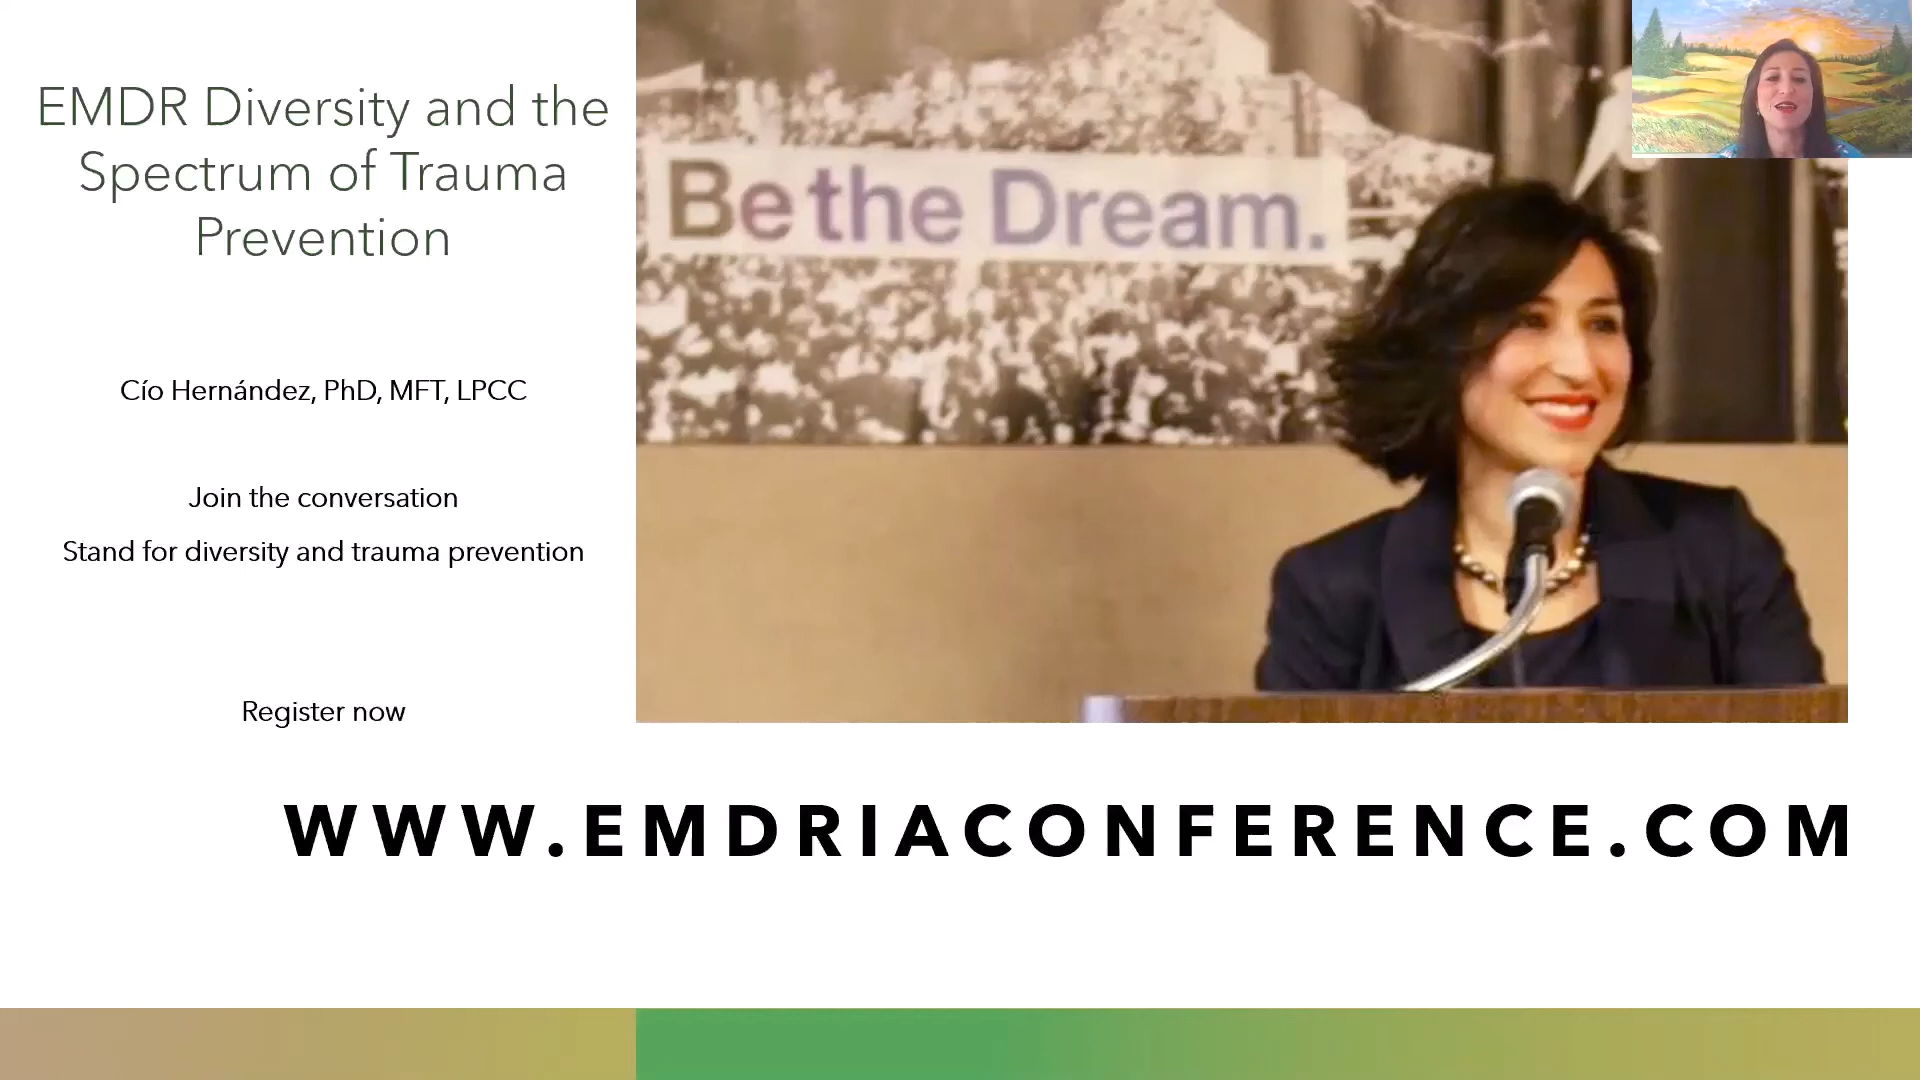 EMDR Diversity and the
Spectrum of Trauma
Prevention
Cío Hernández, PhD, MFT, LPCC
Join the conversation
Stand for diversity and trauma prevention
Register now
Be the Dream.
WWW.EMDRIACONFERENCE.COM